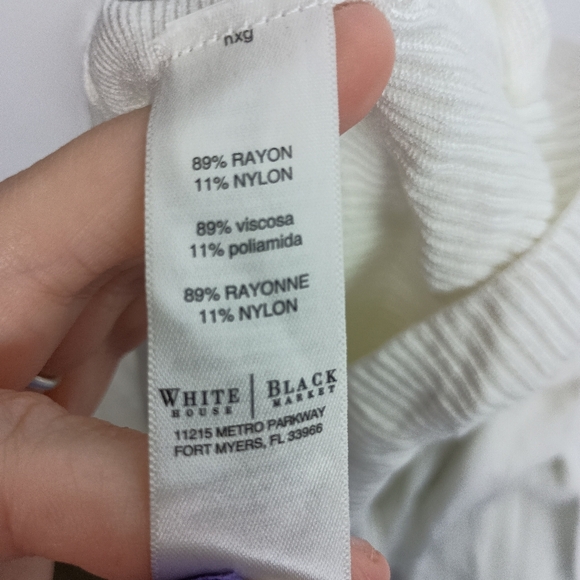 nxg
89% RAYON
11% NYLON
89% viscosa
11% poliamida
89% RAYONNE
11% NYLON
WHITE HOUSE | BLACK MARKET
11215 METRO PARKWAY
FORT MYERS, FL 33966